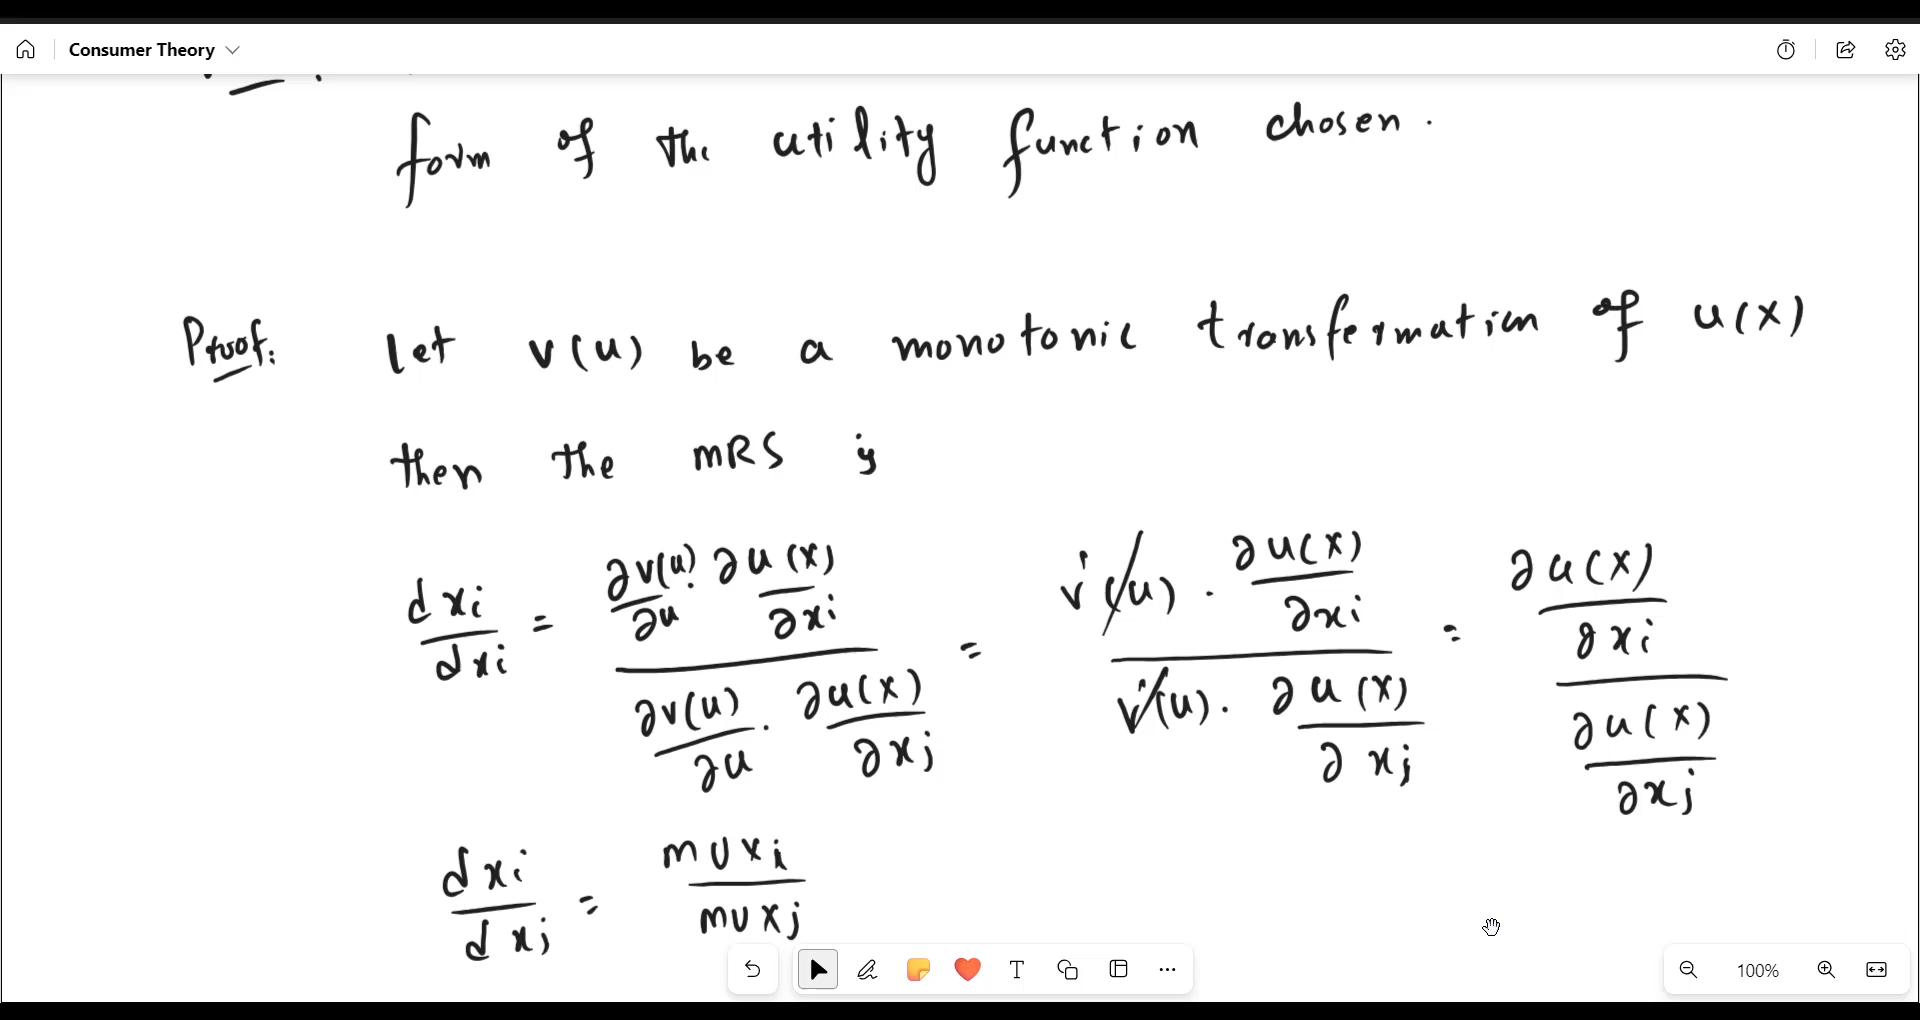 Consumer Theory
form of the utility function chosen.
Proof: let v(u) be a monotonic transformation of u(x)
then the MRS is
dxi/dxi = (∂v(u)/∂u · ∂u(x)/∂xi) / (∂v(u)/∂u · ∂u(x)/∂xj) = (v'(u) · ∂u(x)/∂xi) / (v'(u) · ∂u(x)/∂xj) = (∂u(x)/∂xi) / (∂u(x)/∂xj)
dxi/dxj = MUxi/MUxj
100%